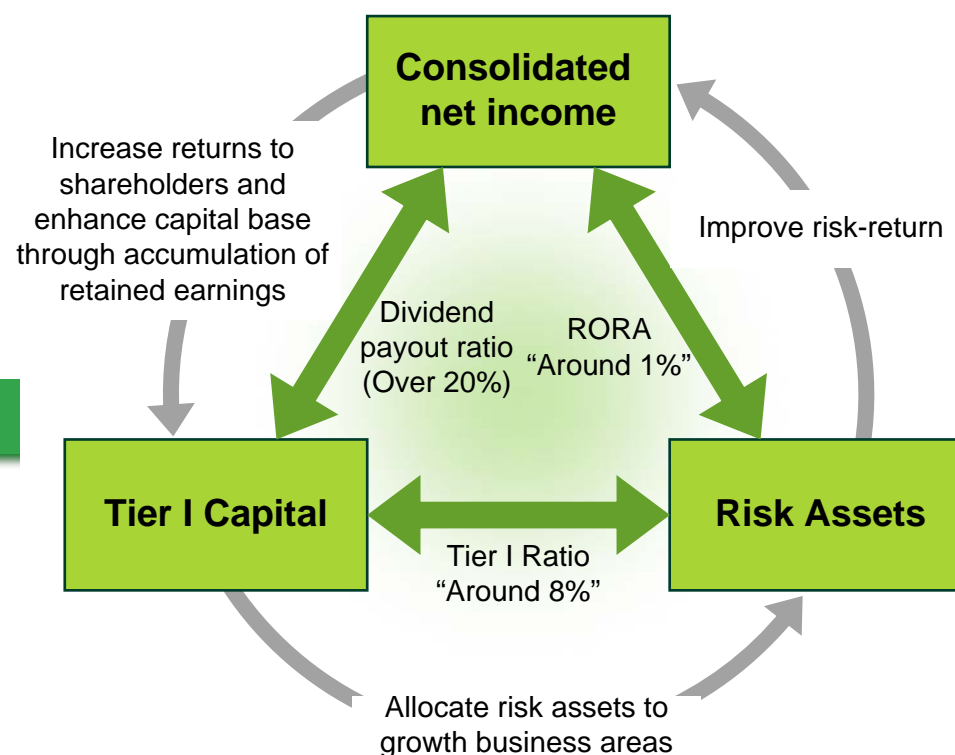 Consolidated
net income
Increase returns to
shareholders and
enhance capital base
through accumulation of
retained earnings
Improve risk-return
Dividend
payout ratio
(Over 20%)
RORA
“Around 1%”
Tier I Capital
Risk Assets
Tier I Ratio
“Around 8%”
Allocate risk assets to
growth business areas